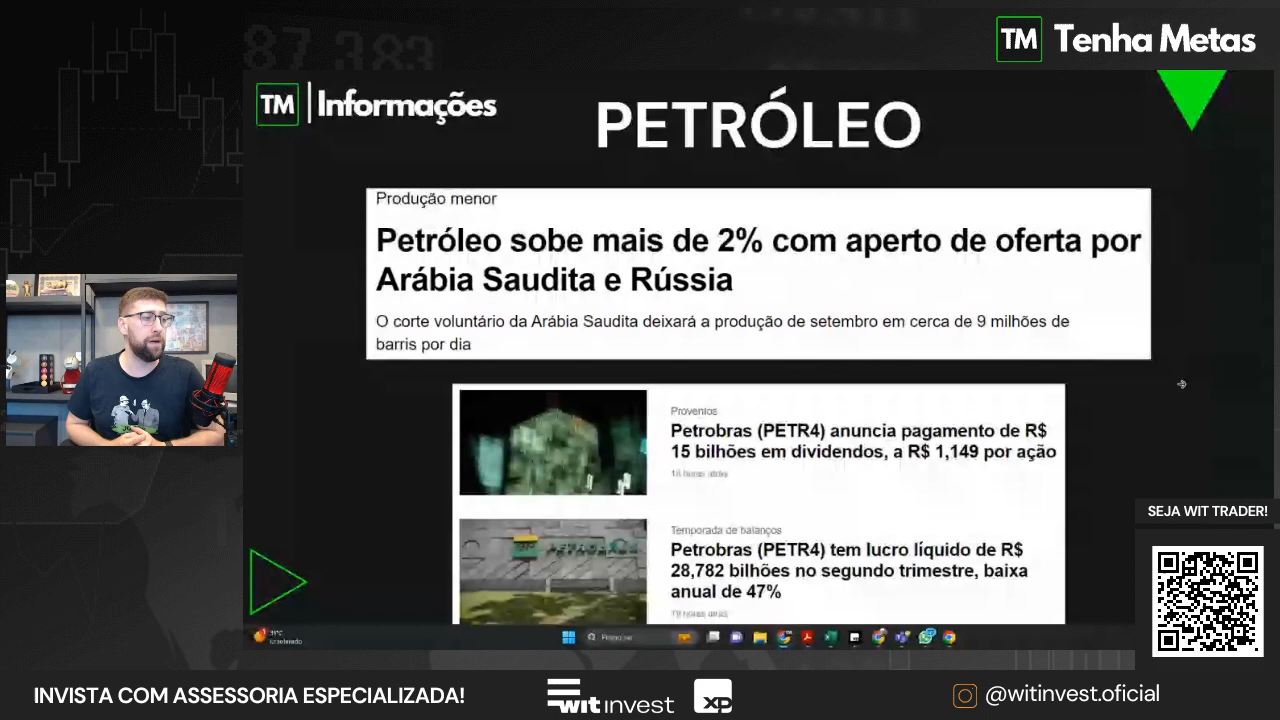 87.383
TM Tenha Metas
TM Informações
PETRÓLEO
Produção menor
Petróleo sobe mais de 2% com aperto de oferta por
Arábia Saudita e Rússia
O corte voluntário da Arábia Saudita deixará a produção de setembro em cerca de 9 milhões de
barris por dia
Proventos
Petrobras (PETR4) anuncia pagamento de R$
15 bilhões em dividendos, a R$ 1,149 por ação
Temporada de balanços
Petrobras (PETR4) tem lucro líquido de R$
28,782 bilhões no segundo trimestre, baixa
anual de 47%
SEJA WIT TRADER!
INVISTA COM ASSESSORIA ESPECIALIZADA!
wit invest
XP
@witinvest.oficial